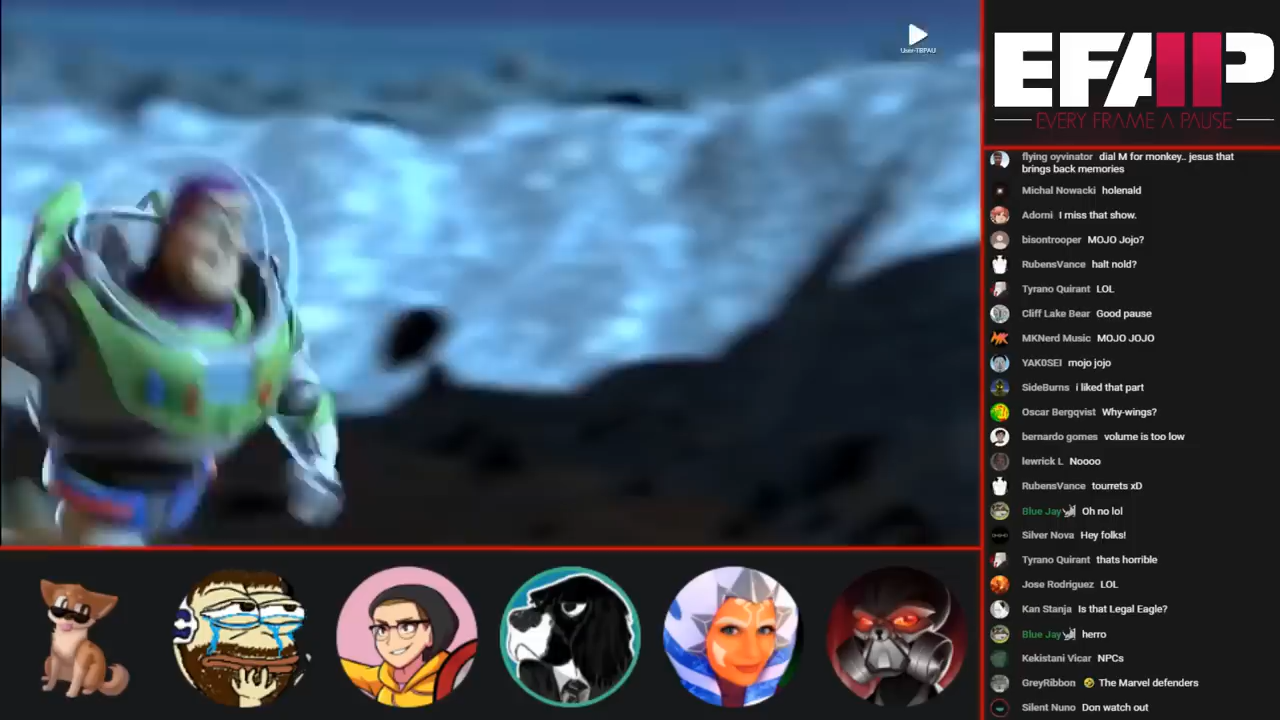 User-TBFAU
EFAP
EVERY FRAME A PAUSE
flying oyvinator dial M for monkey.. jesus that
brings back memories
Michal Nowacki holenald
Adorni I miss that show.
bisontrooper MOJO Jojo?
RubensVance halt nold?
Tyrano Quirant LOL
Cliff Lake Bear Good pause
MKNerd Music MOJO JOJO
YAK0SEI mojo jojo
SideBurns i liked that part
Oscar Bergqvist Why-wings?
bernardo gomes volume is too low
lewrick L Noooo
RubensVance tourrets xD
Blue Jay Oh no lol
Silver Nova Hey folks!
Tyrano Quirant thats horrible
Jose Rodriguez LOL
Kan Stanja Is that Legal Eagle?
Blue Jay herro
Kekistani Vicar NPCs
GreyRibbon 🤣 The Marvel defenders
Silent Nuno Don watch out